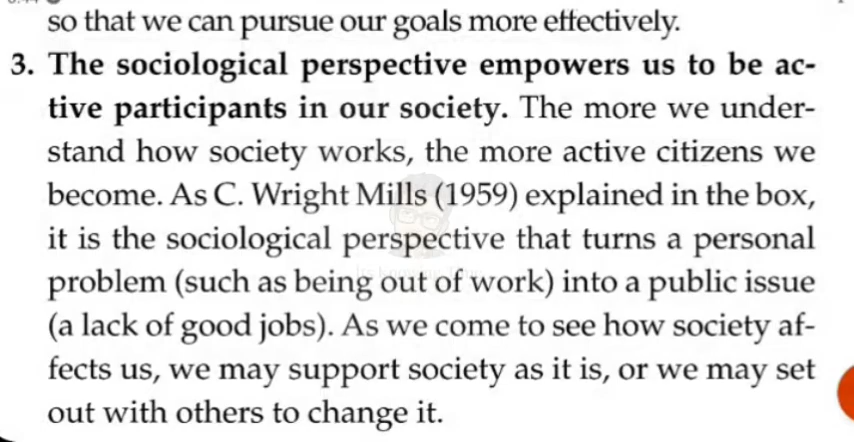 so that we can pursue our goals more effectively.
3. The sociological perspective empowers us to be ac-
tive participants in our society. The more we under-
stand how society works, the more active citizens we
become. As C. Wright Mills (1959) explained in the box,
it is the sociological perspective that turns a personal
problem (such as being out of work) into a public issue
(a lack of good jobs). As we come to see how society af-
fects us, we may support society as it is, or we may set
out with others to change it.